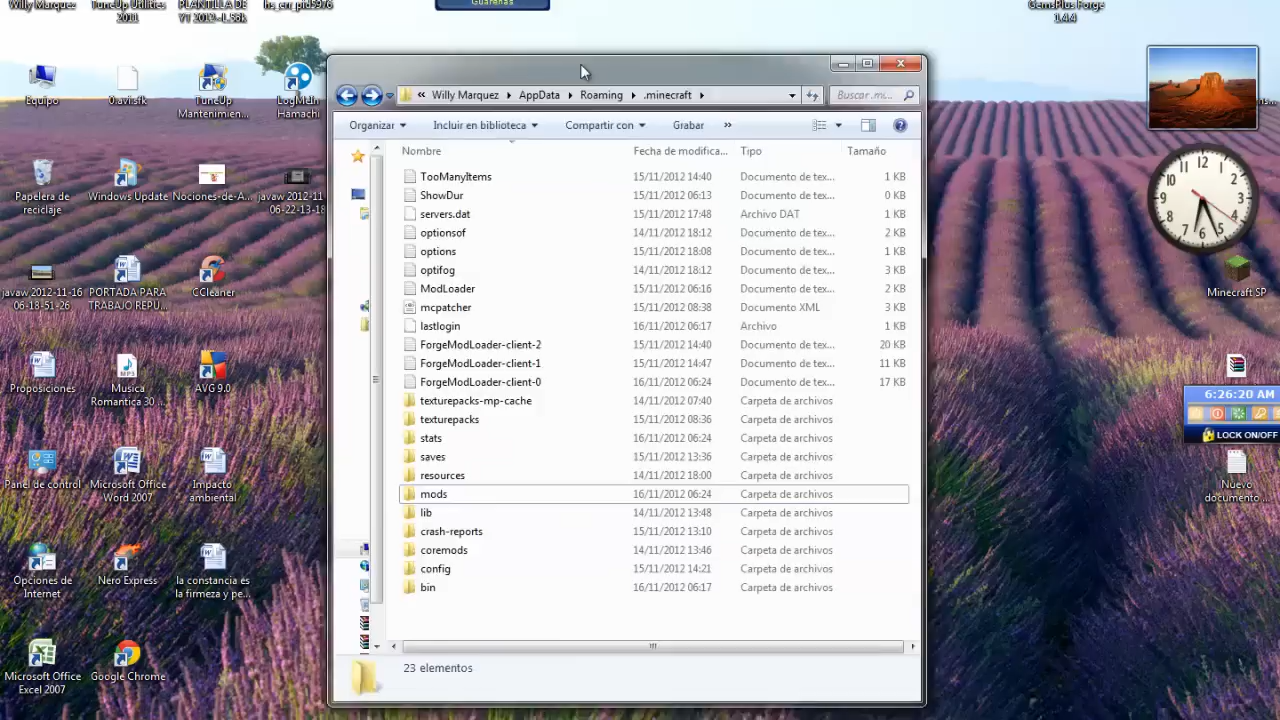 Willy Marquez
TuneUp Utilities
2011
PLANTILLA DE
Guarenas
GemsPlus Forge
1.4.4
Equipo
0.avi.sfk
TuneUp
Mantenimien...
LogMeIn
Hamachi
Papelera de
reciclaje
Windows Update
Nociones-de-A...
javaw 2012-11
06-22-13-18
javaw 2012-11-16
06-18-51-26
PORTADA PARA
TRABAJO REPU...
CCleaner
Proposiciones
Musica
Romantica 30 ...
AVG 9.0
Panel de control
Microsoft Office
Word 2007
Impacto
ambiental
Opciones de
Internet
Nero Express
la constancia es
la firmeza y pe...
Microsoft Office
Excel 2007
Google Chrome
« Willy Marquez AppData Roaming .minecraft
Buscar .mi...
Organizar Incluir en biblioteca Compartir con Grabar »
Nombre Fecha de modifica... Tipo Tamaño
TooManyItems 15/11/2012 14:40 Documento de tex... 1 KB
ShowDur 15/11/2012 06:13 Documento de tex... 0 KB
servers.dat 15/11/2012 17:48 Archivo DAT 1 KB
optionsof 14/11/2012 18:12 Documento de tex... 2 KB
options 15/11/2012 18:08 Documento de tex... 1 KB
optifog 14/11/2012 18:12 Documento de tex... 3 KB
ModLoader 15/11/2012 06:16 Documento de tex... 2 KB
mcpatcher 15/11/2012 08:38 Documento XML 3 KB
lastlogin 16/11/2012 06:17 Archivo 1 KB
ForgeModLoader-client-2 15/11/2012 14:40 Documento de tex... 20 KB
ForgeModLoader-client-1 15/11/2012 14:47 Documento de tex... 11 KB
ForgeModLoader-client-0 16/11/2012 06:24 Documento de tex... 17 KB
texturepacks-mp-cache 14/11/2012 07:40 Carpeta de archivos
texturepacks 15/11/2012 08:36 Carpeta de archivos
stats 16/11/2012 06:24 Carpeta de archivos
saves 15/11/2012 13:36 Carpeta de archivos
resources 14/11/2012 18:00 Carpeta de archivos
mods 16/11/2012 06:24 Carpeta de archivos
lib 14/11/2012 13:48 Carpeta de archivos
crash-reports 15/11/2012 13:10 Carpeta de archivos
coremods 14/11/2012 13:46 Carpeta de archivos
config 15/11/2012 14:21 Carpeta de archivos
bin 16/11/2012 06:17 Carpeta de archivos
23 elementos
12
1
2
3
4
5
6
7
8
9
10
11
Minecraft SP
6:26:20 AM
LOCK ON/OFF
Nuevo
documento ...